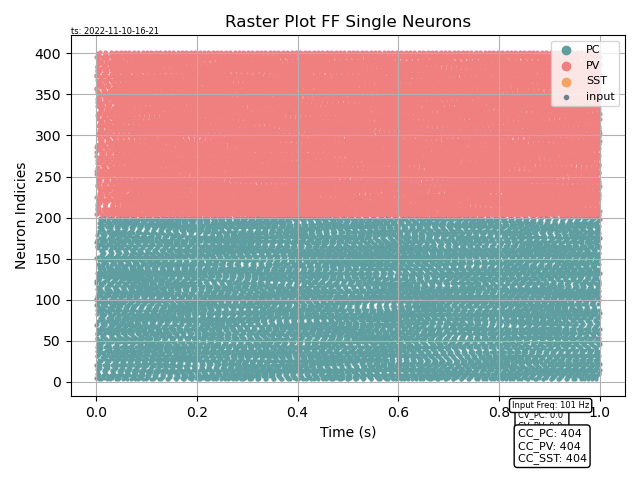 Raster Plot FF Single Neurons
ts: 2022-11-10-16-21
PC
PV
SST
input
400
350
300
250
200
150
100
50
0
Neuron Indicies
0.0 0.2 0.4 0.6 0.8 1.0
Time (s)
Input Freq: 101 Hz
CV_PC: 0.0
CC_PC: 404
CC_PV: 404
CC_SST: 404